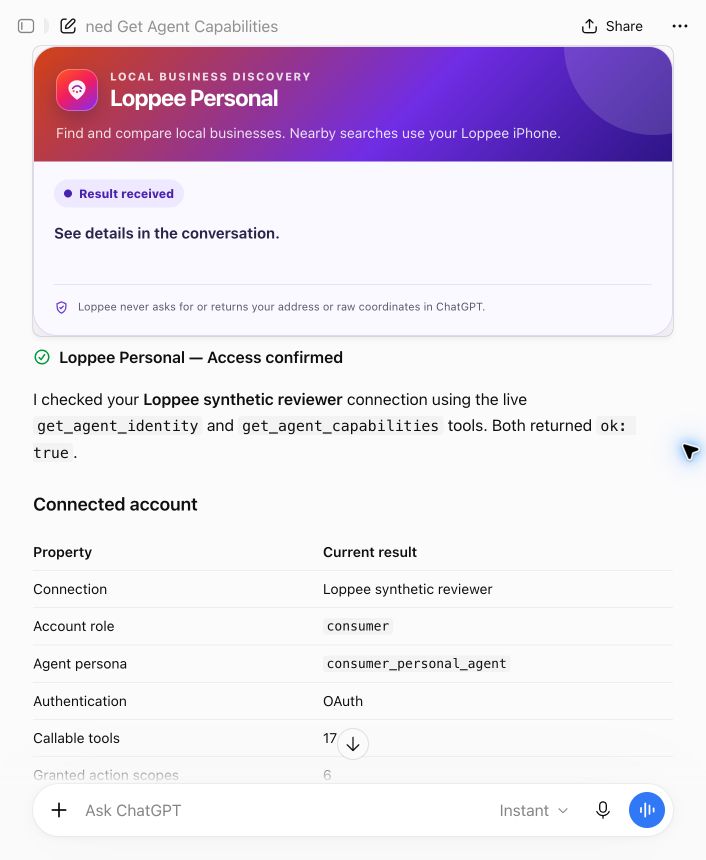 ned Get Agent Capabilities
Share
LOCAL BUSINESS DISCOVERY
Loppee Personal
Find and compare local businesses. Nearby searches use your Loppee iPhone.
Result received
See details in the conversation.
Loppee never asks for or returns your address or raw coordinates in ChatGPT.
Loppee Personal — Access confirmed
I checked your Loppee synthetic reviewer connection using the live
get_agent_identity and get_agent_capabilities tools. Both returned ok:
true.
Connected account
Property Current result
Connection Loppee synthetic reviewer
Account role consumer
Agent persona consumer_personal_agent
Authentication OAuth
Callable tools 17
Granted action scopes 6
Ask ChatGPT Instant